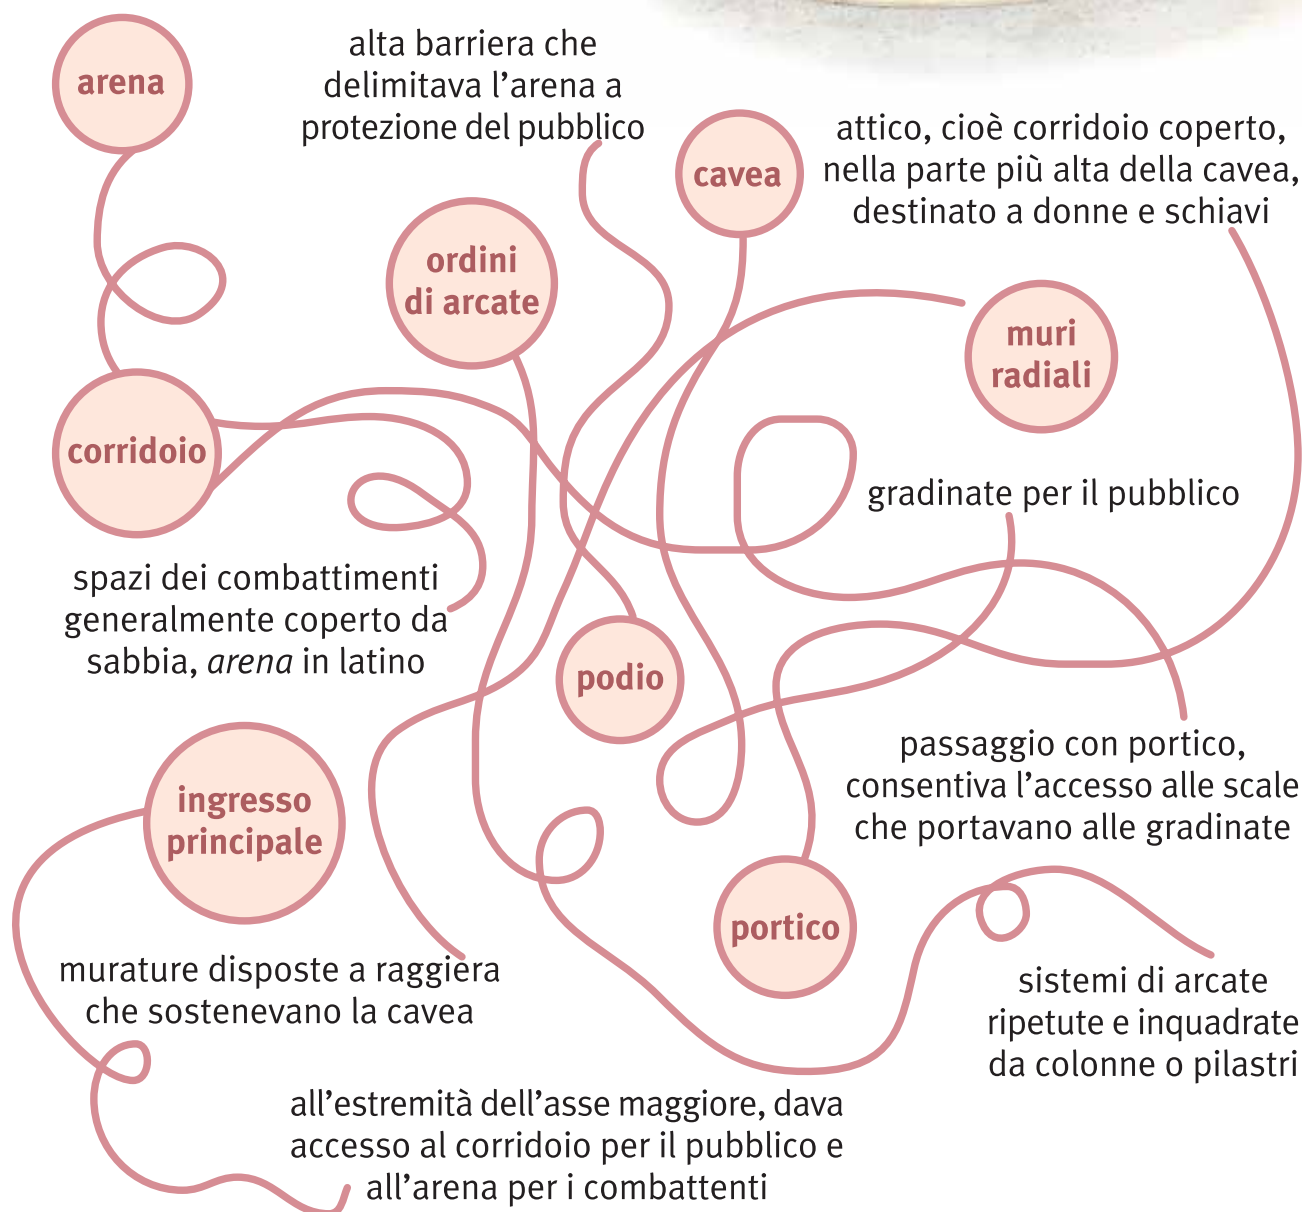 arena
alta barriera che
delimitava l’arena a
protezione del pubblico
cavea
attico, cioè corridoio coperto,
nella parte più alta della cavea,
destinato a donne e schiavi
ordini
di arcate
muri
radiali
corridoio
gradinate per il pubblico
spazi dei combattimenti
generalmente coperto da
sabbia, arena in latino
podio
passaggio con portico,
consentiva l’accesso alle scale
che portavano alle gradinate
ingresso
principale
portico
murature disposte a raggiera
che sostenevano la cavea
sistemi di arcate
ripetute e inquadrate
da colonne o pilastri
all’estremità dell’asse maggiore, dava
accesso al corridoio per il pubblico e
all’arena per i combattenti